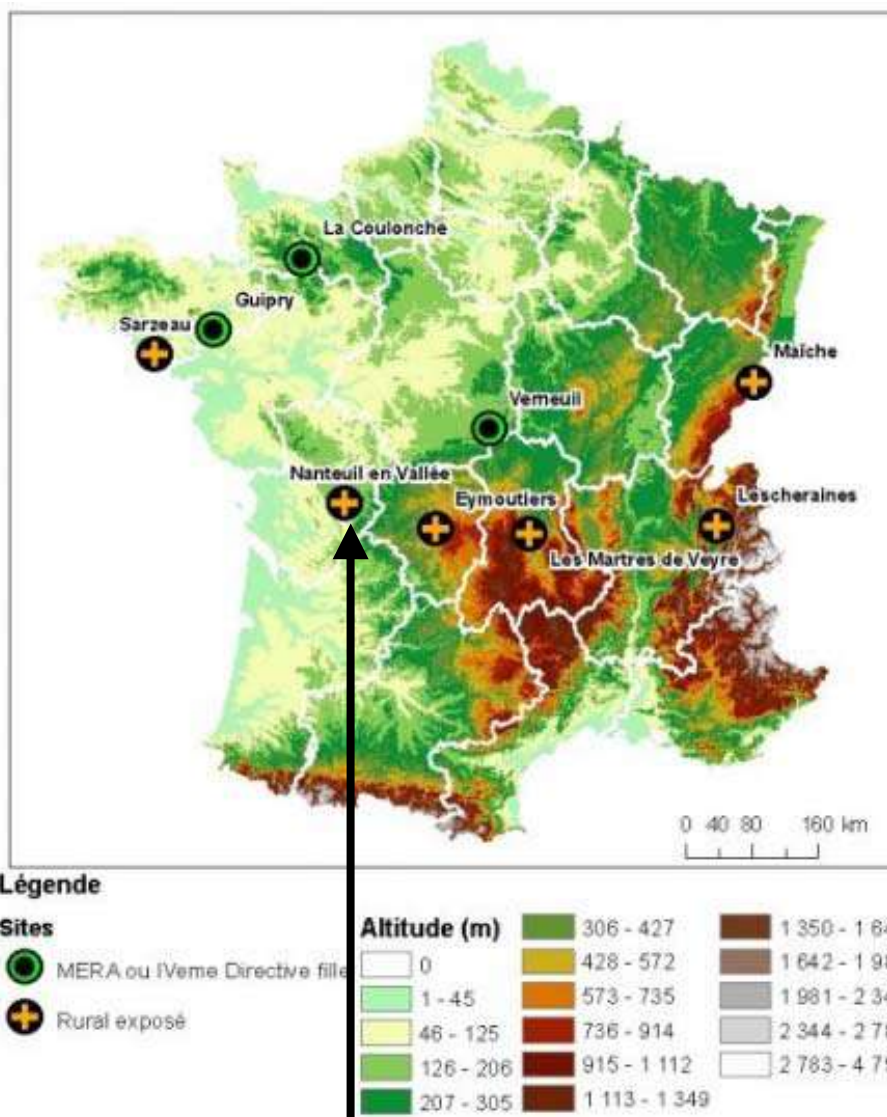 La Coulonche
Guipry
Sarzeau
Maîche
Verneuil
Nanteuil en Vallée
Eymoutiers
Lescheraines
Les Martres de Veyre
0 40 80 160 km
Légende
Sites
MERA ou IVeme Directive fille
Rural exposé
Altitude (m)
0
1 - 45
46 - 125
126 - 206
207 - 305
306 - 427
428 - 572
573 - 735
736 - 914
915 - 1 112
1 113 - 1 349
1 350 - 1 64
1 642 - 1 98
1 981 - 2 34
2 344 - 2 78
2 783 - 4 75